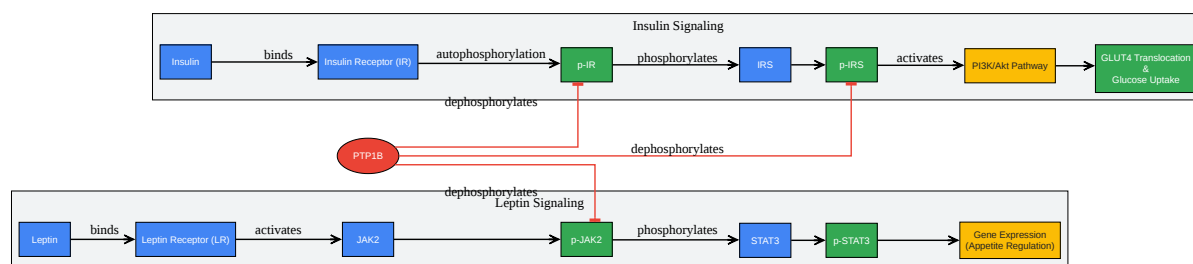 Insulin Signaling
Insulin
binds
Insulin Receptor (IR)
autophosphorylation
p-IR
phosphorylates
IRS
p-IRS
activates
PI3K/Akt Pathway
GLUT4 Translocation
&
Glucose Uptake
dephosphorylates
PTP1B
dephosphorylates
dephosphorylates
Leptin Signaling
Leptin
binds
Leptin Receptor (LR)
activates
JAK2
p-JAK2
phosphorylates
STAT3
p-STAT3
Gene Expression
(Appetite Regulation)